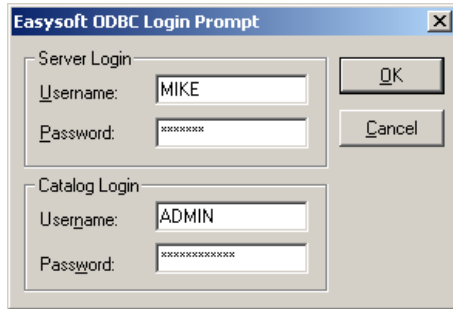 Easysoft ODBC Login Prompt
Server Login
Username: MIKE
Password: *******
OK
Cancel
Catalog Login
Username: ADMIN
Password: ************